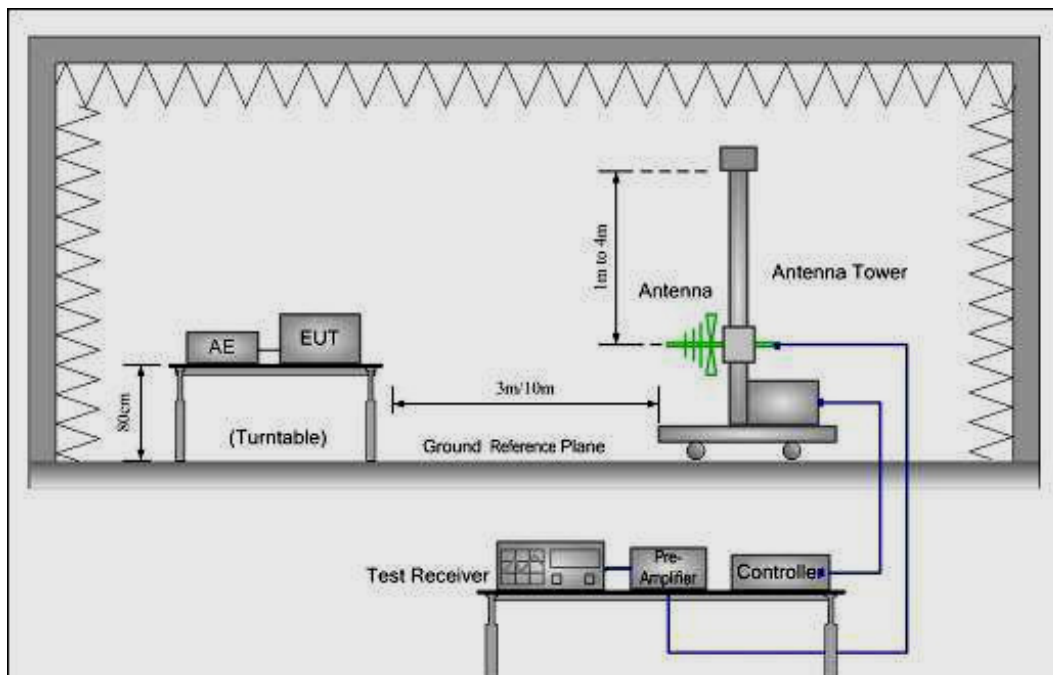 1m to 4m
Antenna Tower
Antenna
AE
EUT
80cm
3m/10m
(Turntable)
Ground Reference Plane
Test Receiver
Pre-
Amplifier
Controller